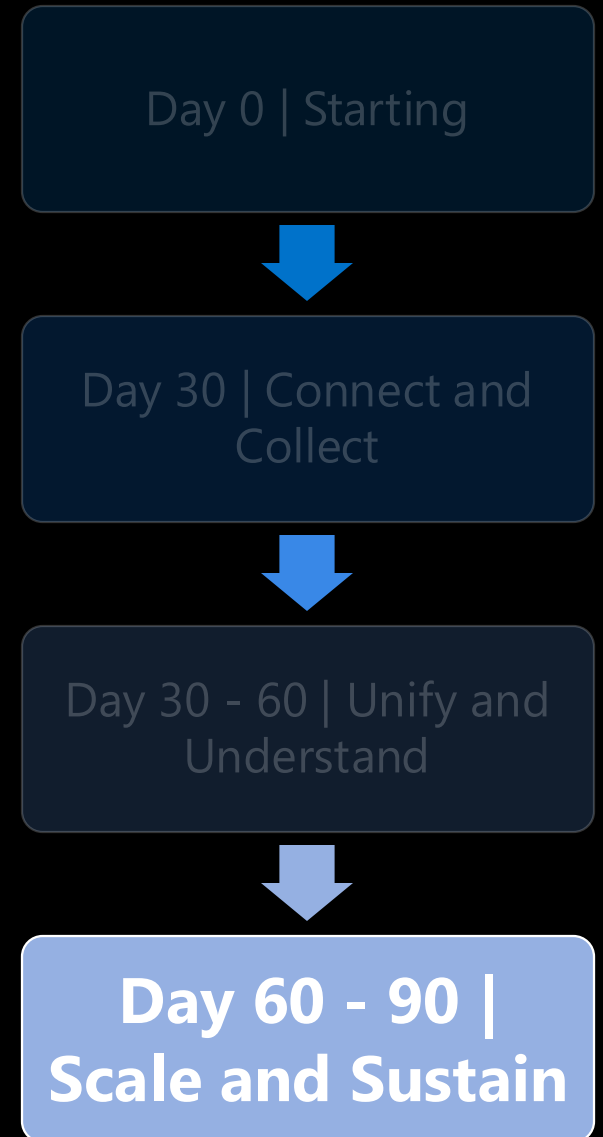 Day 0 | Starting
Day 30 | Connect and
Collect
Day 30 - 60 | Unify and
Understand
Day 60 - 90 |
Scale and Sustain